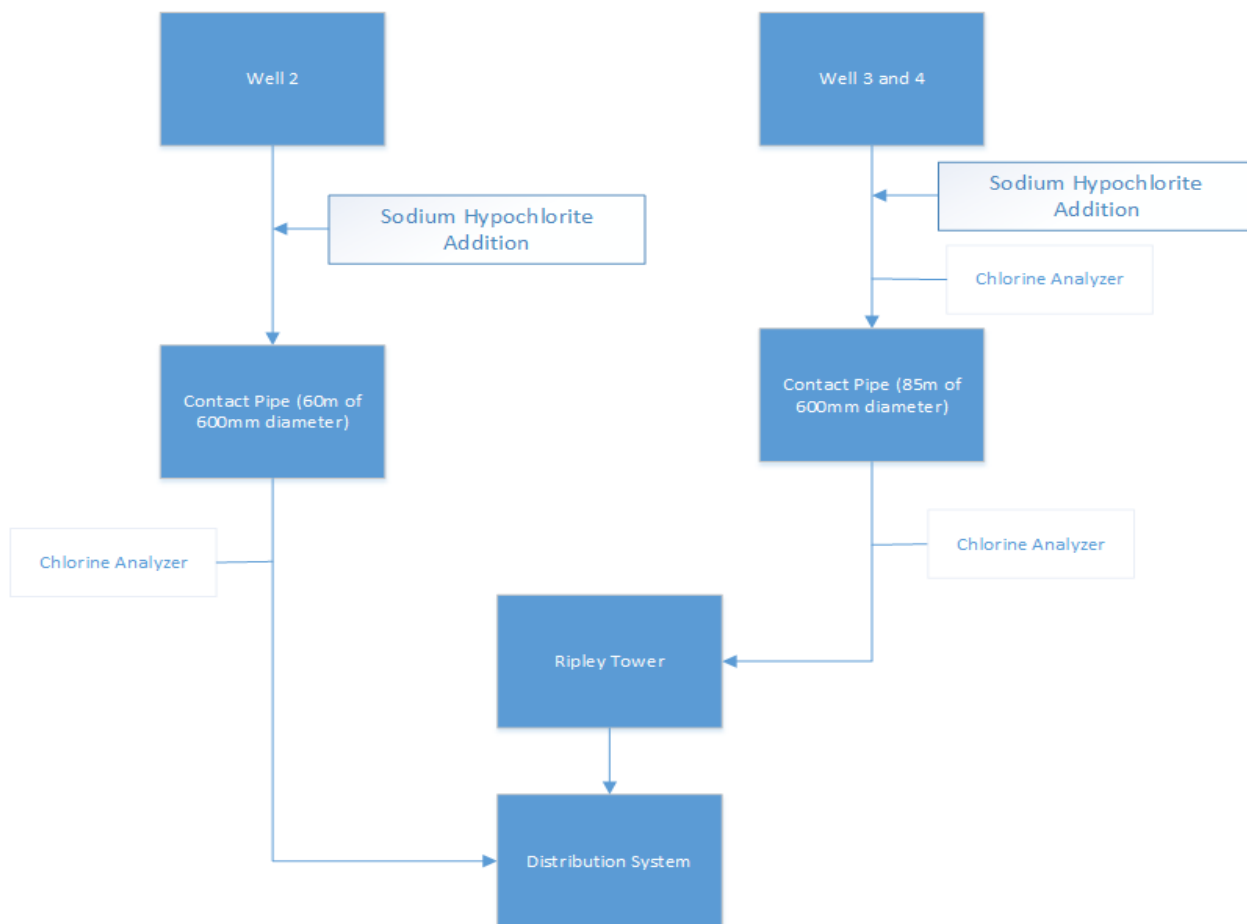 Well 2
Well 3 and 4
Sodium Hypochlorite
Addition
Sodium Hypochlorite
Addition
Chlorine Analyzer
Contact Pipe (60m of
600mm diameter)
Contact Pipe (85m of
600mm diameter)
Chlorine Analyzer
Chlorine Analyzer
Ripley Tower
Distribution System